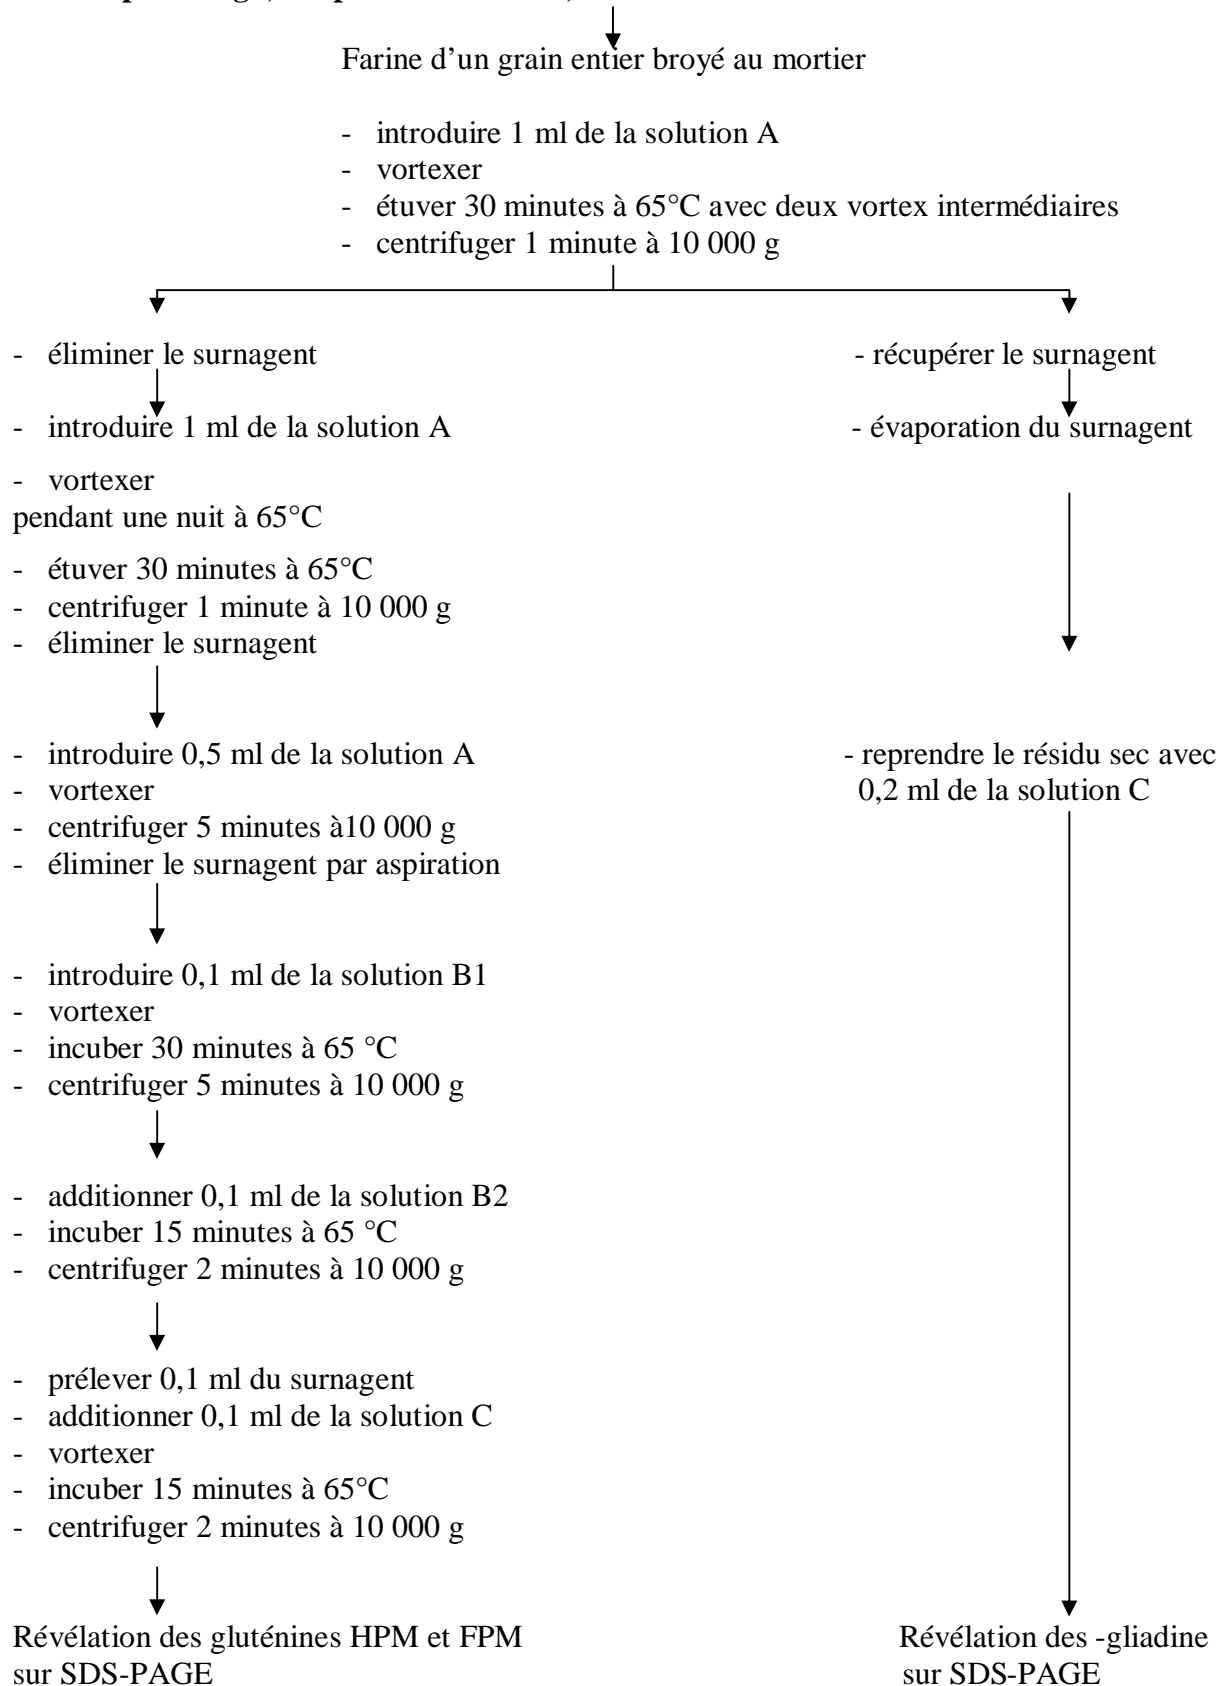 Farine d’un grain entier broyé au mortier
- introduire 1 ml de la solution A
- vortexer
- étuver 30 minutes à 65°C avec deux vortex intermédiaires
- centrifuger 1 minute à 10 000 g
- éliminer le surnagent
- introduire 1 ml de la solution A
- vortexer
pendant une nuit à 65°C
- étuver 30 minutes à 65°C
- centrifuger 1 minute à 10 000 g
- éliminer le surnagent
- introduire 0,5 ml de la solution A
- vortexer
- centrifuger 5 minutes à10 000 g
- éliminer le surnagent par aspiration
- introduire 0,1 ml de la solution B1
- vortexer
- incuber 30 minutes à 65 °C
- centrifuger 5 minutes à 10 000 g
- additionner 0,1 ml de la solution B2
- incuber 15 minutes à 65 °C
- centrifuger 2 minutes à 10 000 g
- prélever 0,1 ml du surnagent
- additionner 0,1 ml de la solution C
- vortexer
- incuber 15 minutes à 65°C
- centrifuger 2 minutes à 10 000 g
Révélation des gluténines HPM et FPM
sur SDS-PAGE
- récupérer le surnagent
- évaporation du surnagent
- reprendre le résidu sec avec
0,2 ml de la solution C
Révélation des -gliadine
sur SDS-PAGE